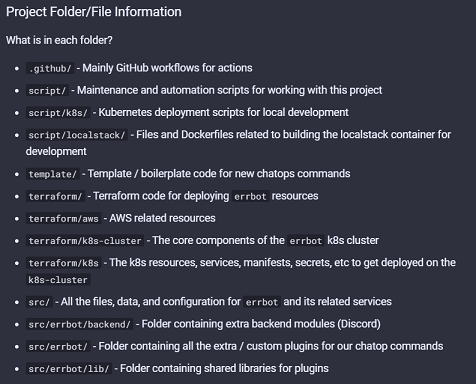 Project Folder/File Information
What is in each folder?
.github/ - Mainly GitHub workflows for actions
script/ - Maintenance and automation scripts for working with this project
script/k8s/ - Kubernetes deployment scripts for local development
script/localstack/ - Files and Dockerfiles related to building the localstack container for
development
template/ - Template / boilerplate code for new chatops commands
terraform/ - Terraform code for deploying errbot resources
terraform/aws - AWS related resources
terraform/k8s-cluster - The core components of the errbot k8s cluster
terraform/k8s - The k8s resources, services, manifests, secrets, etc to get deployed on the
k8s-cluster
src/ - All the files, data, and configuration for errbot and its related services
src/errbot/backend/ - Folder containing extra backend modules (Discord)
src/errbot/ - Folder containing all the extra / custom plugins for our chatop commands
src/errbot/lib/ - Folder containing shared libraries for plugins